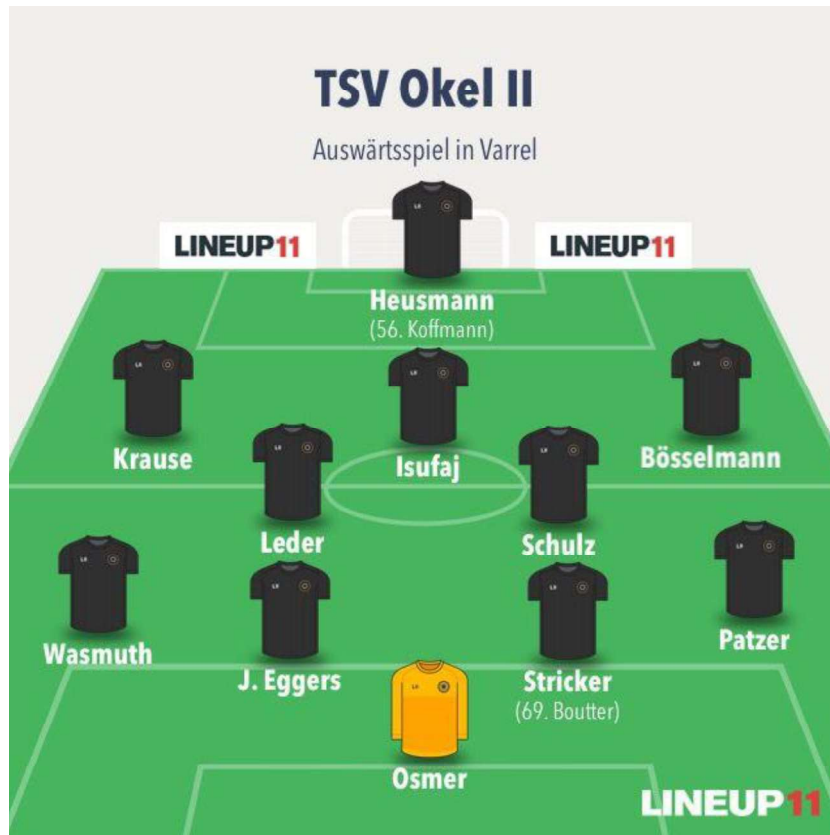 TSV Okel II
Auswärtsspiel in Varrel
LINEUP11
LINEUP11
Heusmann
(56. Koffmann)
Krause
Isufaj
Bösselmann
Leder
Schulz
Wasmuth
J. Eggers
Stricker
(69. Boutter)
Patzer
Osmer
LINEUP11